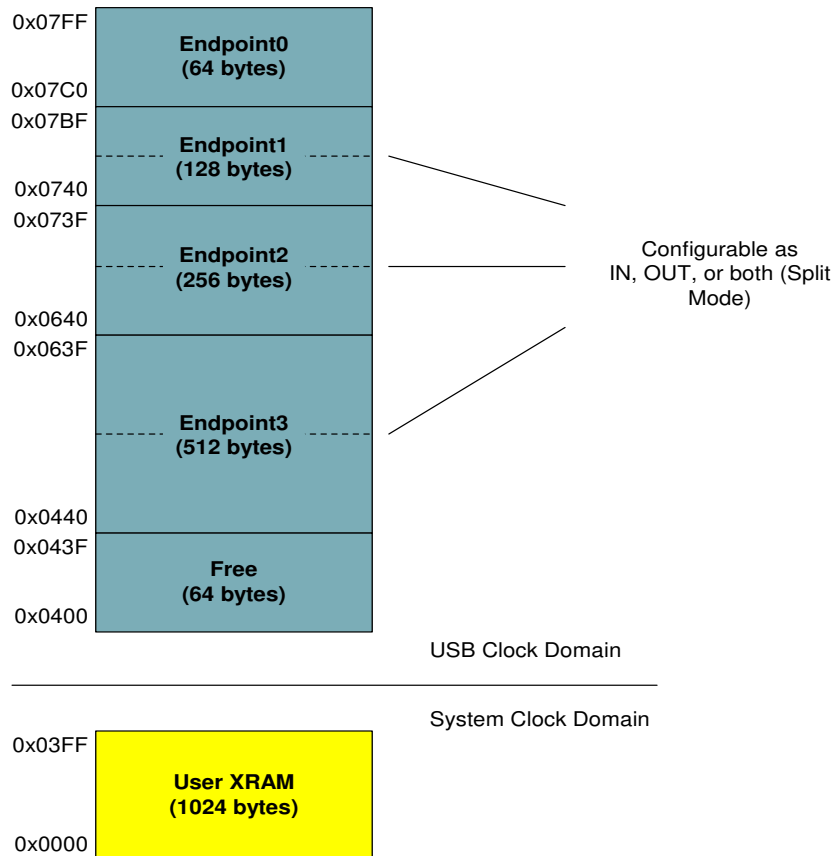 0x07FF
Endpoint0
(64 bytes)
0x07C0
0x07BF
Endpoint1
(128 bytes)
0x0740
0x073F
Endpoint2
(256 bytes)
0x0640
0x063F
Endpoint3
(512 bytes)
0x0440
0x043F
Free
(64 bytes)
0x0400
Configurable as
IN, OUT, or both (Split
Mode)
USB Clock Domain
System Clock Domain
0x03FF
User XRAM
(1024 bytes)
0x0000